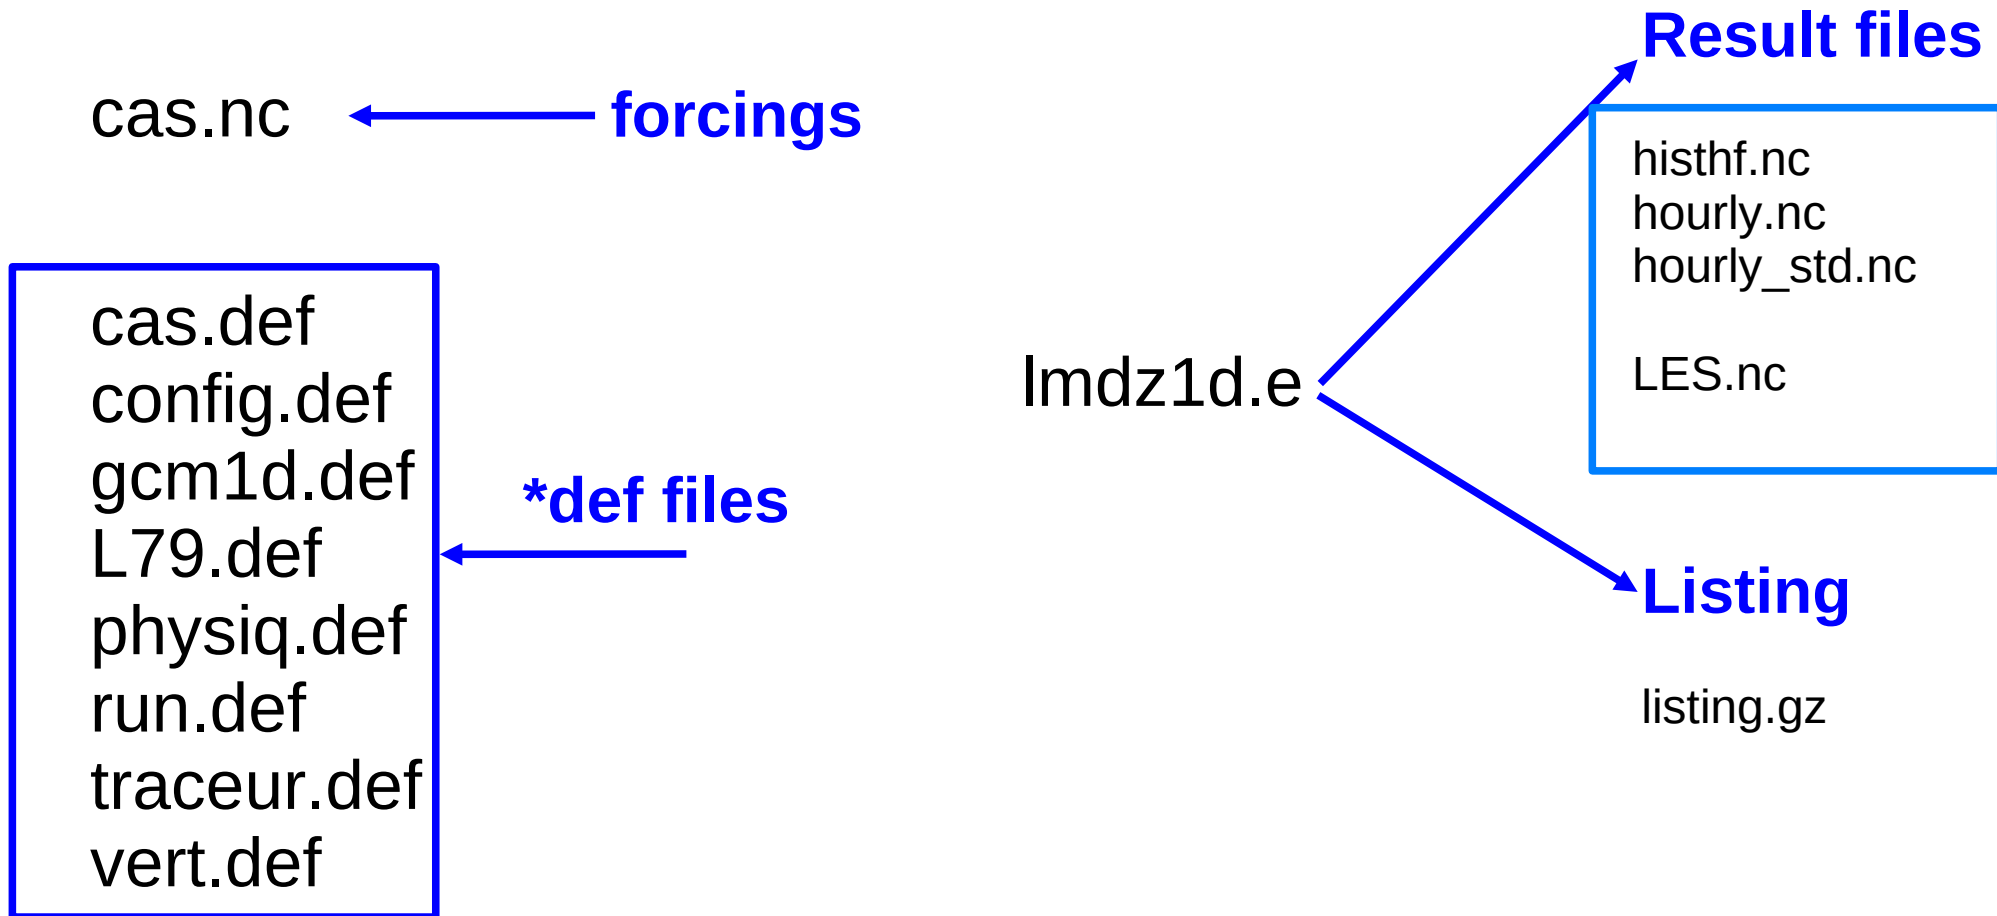 cas.nc
forcings
cas.def
config.def
gcm1d.def
L79.def
physiq.def
run.def
traceur.def
vert.def
*def files
lmdz1d.e
Result files
histhf.nc
hourly.nc
hourly_std.nc
LES.nc
Listing
listing.gz